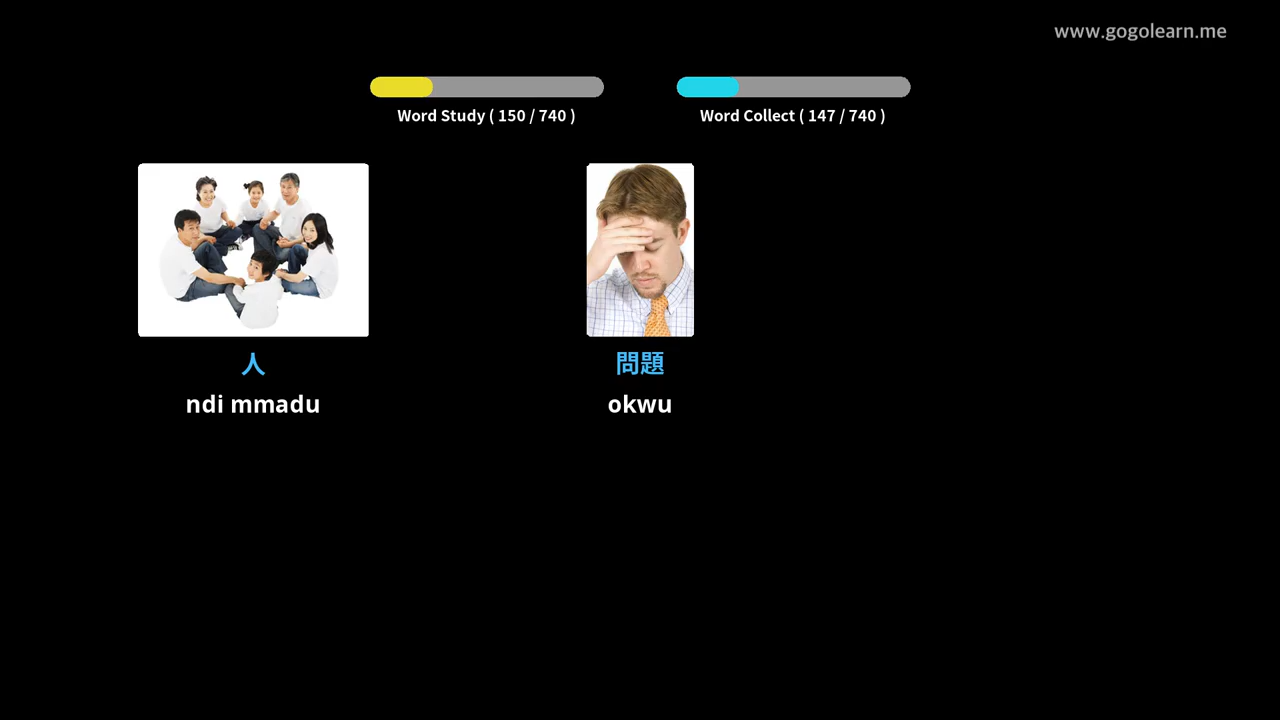 www.gogolearn.me
Word Study ( 150 / 740 )
Word Collect ( 147 / 740 )
人
ndi mmadu
問題
okwu